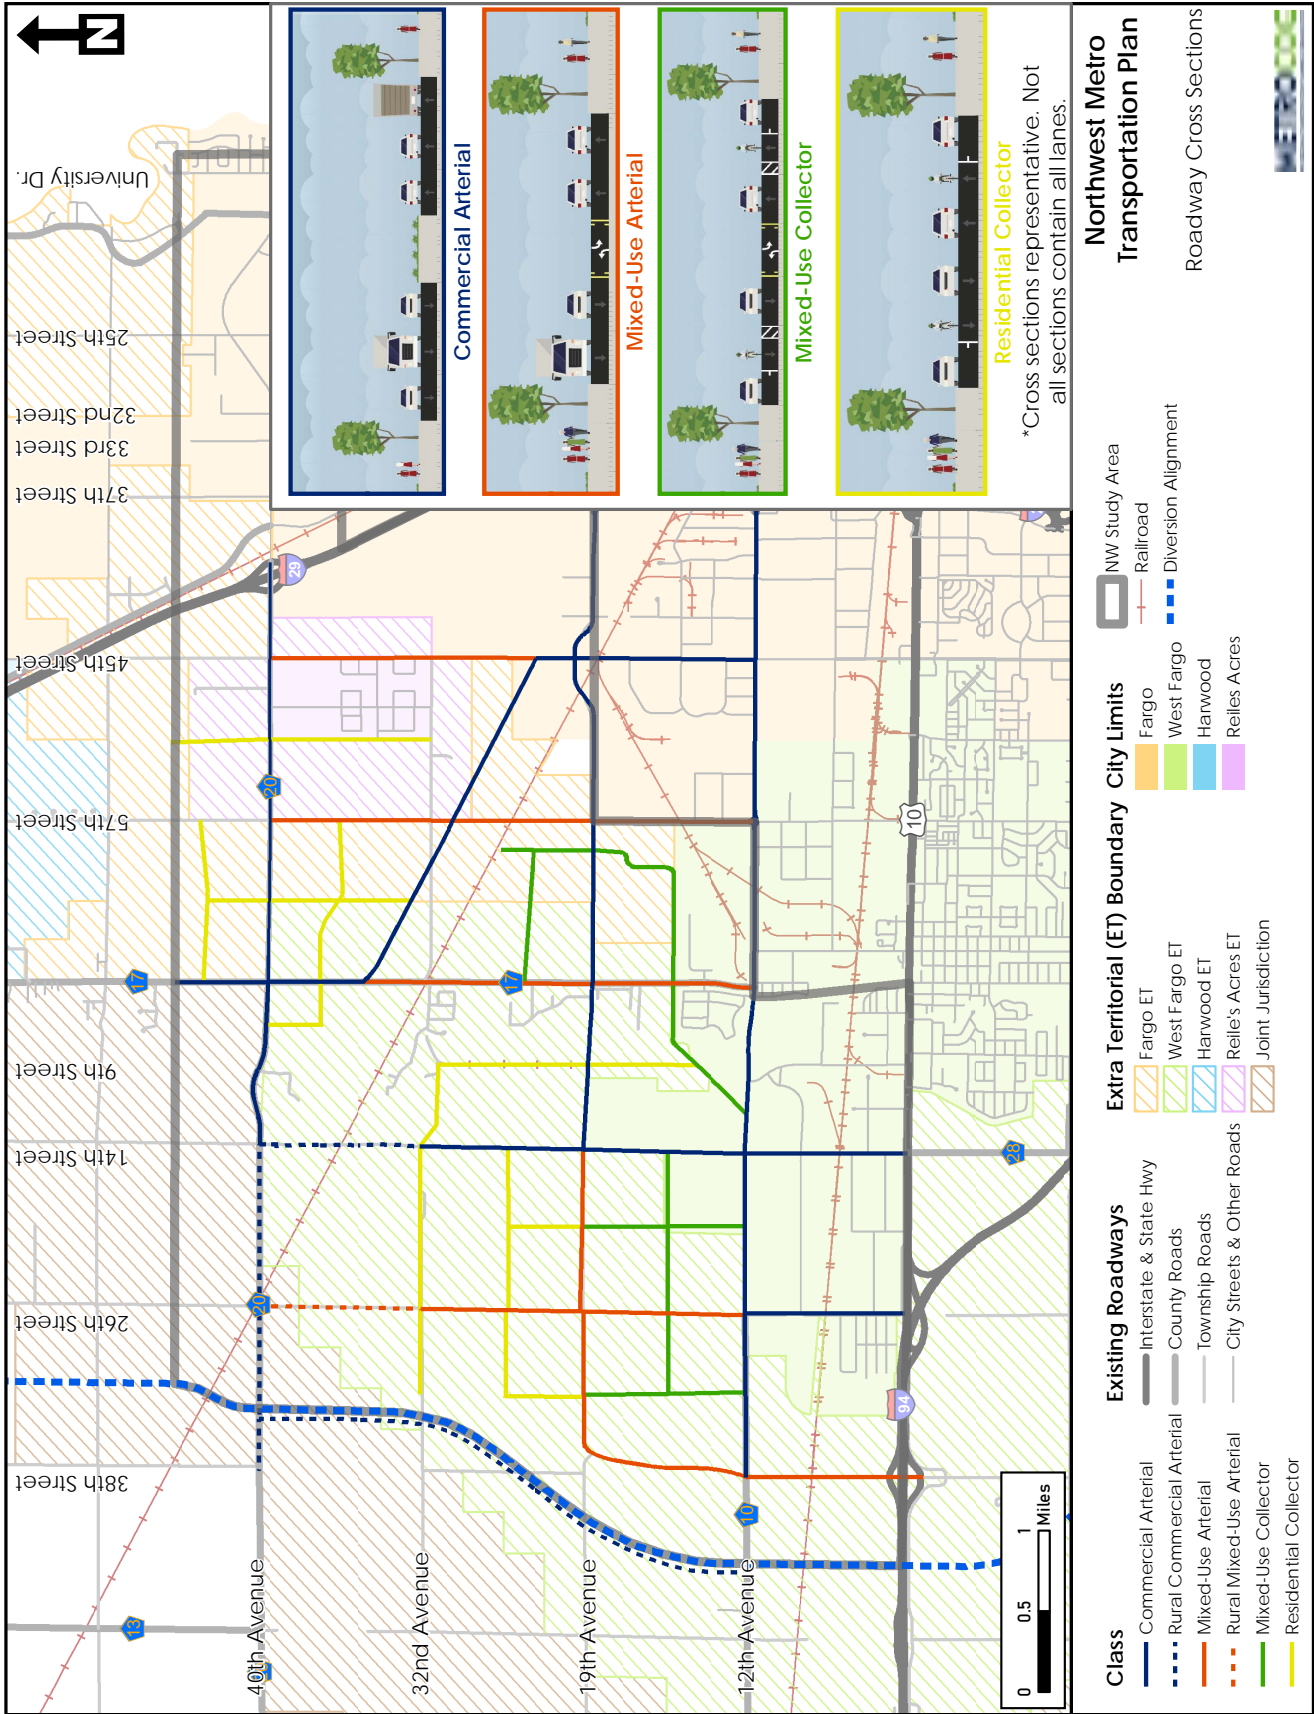 N
University Dr.
25th Street
32nd Street
33rd Street
37th Street
45th Street
57th Street
9th Street
14th Street
26th Street
38th Street
40th Avenue
32nd Avenue
19th Avenue
12th Avenue
29
20
17
17
20
13
10
10
28
94
Commercial Arterial
Mixed-Use Arterial
Mixed-Use Collector
Residential Collector
*Cross sections representative. Not
all sections contain all lanes.
0
0.5
1
Miles
Class
Commercial Arterial
Rural Commercial Arterial
Mixed-Use Arterial
Rural Mixed-Use Arterial
Mixed-Use Collector
Residential Collector
Existing Roadways
Interstate & State Hwy
County Roads
Township Roads
City Streets & Other Roads
Extra Territorial (ET) Boundary
Fargo ET
West Fargo ET
Harwood ET
Reile's Acres ET
Joint Jurisdiction
City Limits
Fargo
West Fargo
Harwood
Reiles Acres
NW Study Area
Railroad
Diversion Alignment
Northwest Metro
Transportation Plan
Roadway Cross Sections